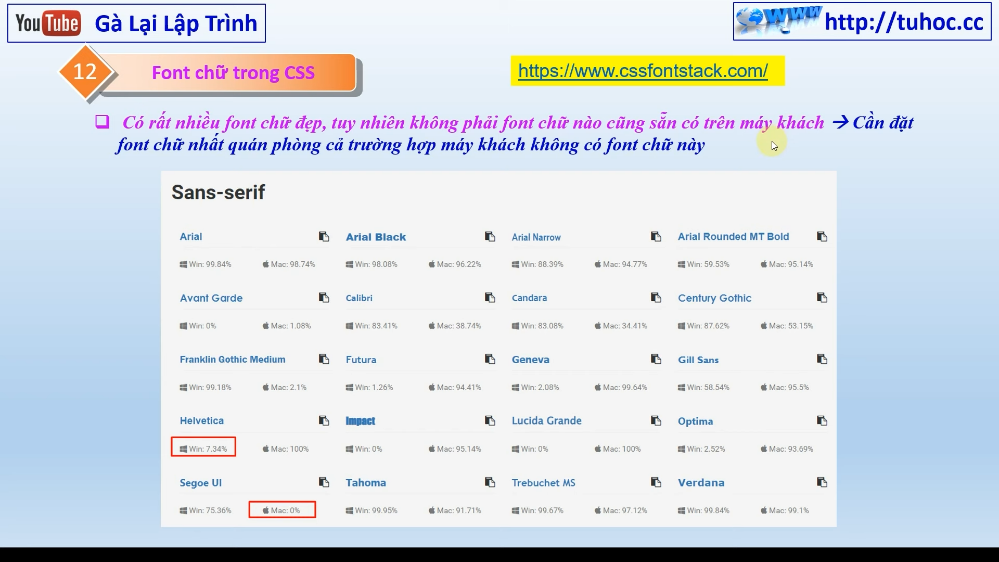 YouTube Gà Lại Lập Trình
www http://tuhoc.cc
12 Font chữ trong CSS
https://www.cssfontstack.com/
Có rất nhiều font chữ đẹp, tuy nhiên không phải font chữ nào cũng sẵn có trên máy khách → Cần đặt
font chữ nhất quán phòng cả trường hợp máy khách không có font chữ này
Sans-serif
Arial Arial Black Arial Narrow Arial Rounded MT Bold
Win: 99.84% Mac: 98.74% Win: 98.08% Mac: 96.22% Win: 88.39% Mac: 94.77% Win: 59.53% Mac: 95.14%
Avant Garde Calibri Candara Century Gothic
Win: 0% Mac: 1.08% Win: 83.41% Mac: 38.74% Win: 83.08% Mac: 34.41% Win: 87.62% Mac: 53.15%
Franklin Gothic Medium Futura Geneva Gill Sans
Win: 99.18% Mac: 2.1% Win: 1.26% Mac: 94.41% Win: 2.08% Mac: 99.64% Win: 58.54% Mac: 95.5%
Helvetica Impact Lucida Grande Optima
Win: 7.34% Mac: 100% Win: 0% Mac: 95.14% Win: 0% Mac: 100% Win: 2.52% Mac: 93.69%
Segoe UI Tahoma Trebuchet MS Verdana
Win: 75.36% Mac: 0% Win: 99.95% Mac: 91.71% Win: 99.67% Mac: 97.12% Win: 99.84% Mac: 99.1%